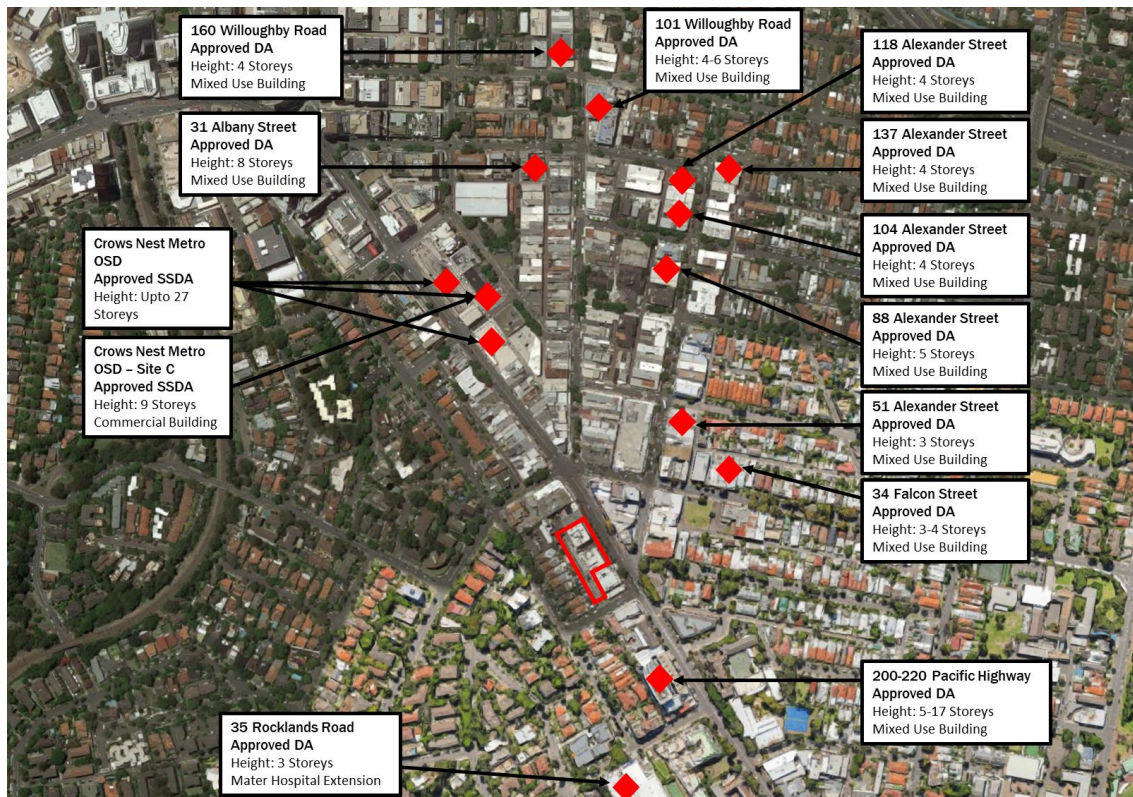 160 Willoughby Road
Approved DA
Height: 4 Storeys
Mixed Use Building
101 Willoughby Road
Approved DA
Height: 4-6 Storeys
Mixed Use Building
118 Alexander Street
Approved DA
Height: 4 Storeys
Mixed Use Building
31 Albany Street
Approved DA
Height: 8 Storeys
Mixed Use Building
137 Alexander Street
Approved DA
Height: 4 Storeys
Mixed Use Building
104 Alexander Street
Approved DA
Height: 4 Storeys
Mixed Use Building
Crows Nest Metro
OSD
Approved SSDA
Height: Upto 27
Storeys
88 Alexander Street
Approved DA
Height: 5 Storeys
Mixed Use Building
Crows Nest Metro
OSD – Site C
Approved SSDA
Height: 9 Storeys
Commercial Building
51 Alexander Street
Approved DA
Height: 3 Storeys
Mixed Use Building
34 Falcon Street
Approved DA
Height: 3-4 Storeys
Mixed Use Building
200-220 Pacific Highway
Approved DA
Height: 5-17 Storeys
Mixed Use Building
35 Rocklands Road
Approved DA
Height: 3 Storeys
Mater Hospital Extension